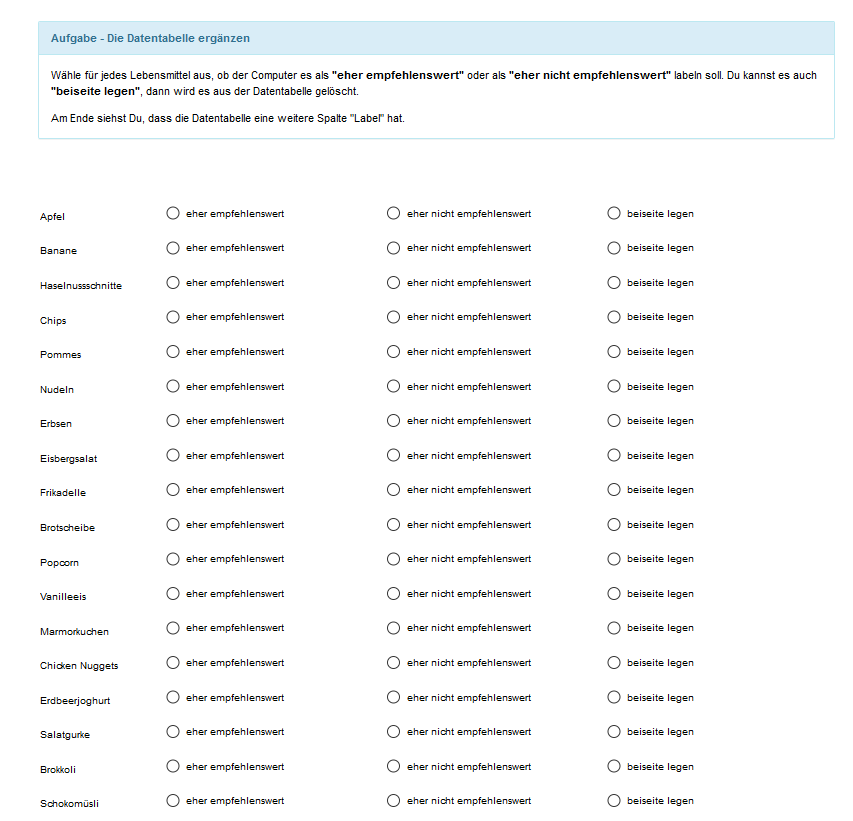 Aufgabe - Die Datentabelle ergänzen
Wähle für jedes Lebensmittel aus, ob der Computer es als "eher empfehlenswert" oder als "eher nicht empfehlenswert" labeln soll. Du kannst es auch
"beiseite legen", dann wird es aus der Datentabelle gelöscht.
Am Ende siehst Du, dass die Datentabelle eine weitere Spalte "Label" hat.
Apfel eher empfehlenswert eher nicht empfehlenswert beiseite legen
Banane eher empfehlenswert eher nicht empfehlenswert beiseite legen
Haselnussschnitte eher empfehlenswert eher nicht empfehlenswert beiseite legen
Chips eher empfehlenswert eher nicht empfehlenswert beiseite legen
Pommes eher empfehlenswert eher nicht empfehlenswert beiseite legen
Nudeln eher empfehlenswert eher nicht empfehlenswert beiseite legen
Erbsen eher empfehlenswert eher nicht empfehlenswert beiseite legen
Eisbergsalat eher empfehlenswert eher nicht empfehlenswert beiseite legen
Frikadelle eher empfehlenswert eher nicht empfehlenswert beiseite legen
Brotscheibe eher empfehlenswert eher nicht empfehlenswert beiseite legen
Popcorn eher empfehlenswert eher nicht empfehlenswert beiseite legen
Vanilleeis eher empfehlenswert eher nicht empfehlenswert beiseite legen
Marmorkuchen eher empfehlenswert eher nicht empfehlenswert beiseite legen
Chicken Nuggets eher empfehlenswert eher nicht empfehlenswert beiseite legen
Erdbeerjoghurt eher empfehlenswert eher nicht empfehlenswert beiseite legen
Salatgurke eher empfehlenswert eher nicht empfehlenswert beiseite legen
Brokkoli eher empfehlenswert eher nicht empfehlenswert beiseite legen
Schokomüsli eher empfehlenswert eher nicht empfehlenswert beiseite legen